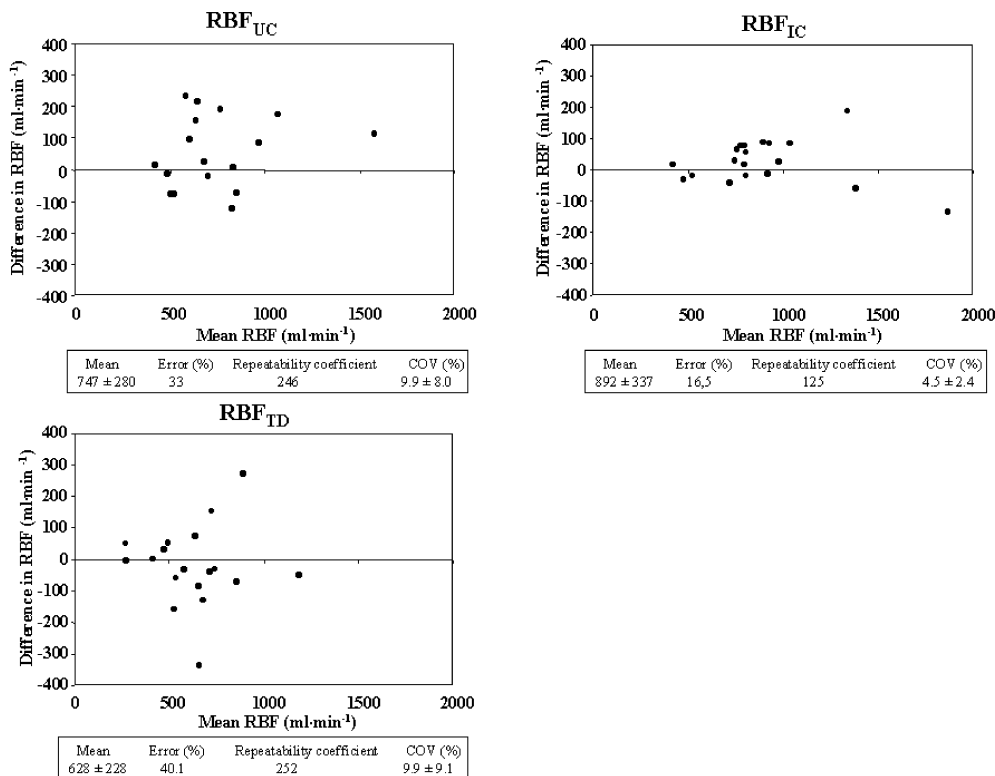 RBF_UC
Difference in RBF (ml·min⁻¹)
400
300
200
100
0
-100
-200
-300
-400
0 500 1000 1500 2000
Mean RBF (ml·min⁻¹)
Mean Error (%) Repeatability coefficient COV (%)
747 ± 280 33 246 9.9 ± 8.0
RBF_IC
Difference in RBF (ml·min⁻¹)
400
300
200
100
0
-100
-200
-300
-400
0 500 1000 1500 2000
Mean RBF (ml·min⁻¹)
Mean Error (%) Repeatability coefficient COV (%)
892 ± 337 16,5 125 4.5 ± 2.4
RBF_TD
Difference in RBF (ml·min⁻¹)
400
300
200
100
0
-100
-200
-300
-400
0 500 1000 1500 2000
Mean RBF (ml·min⁻¹)
Mean Error (%) Repeatability coefficient COV (%)
628 ± 228 40.1 252 9.9 ± 9.1